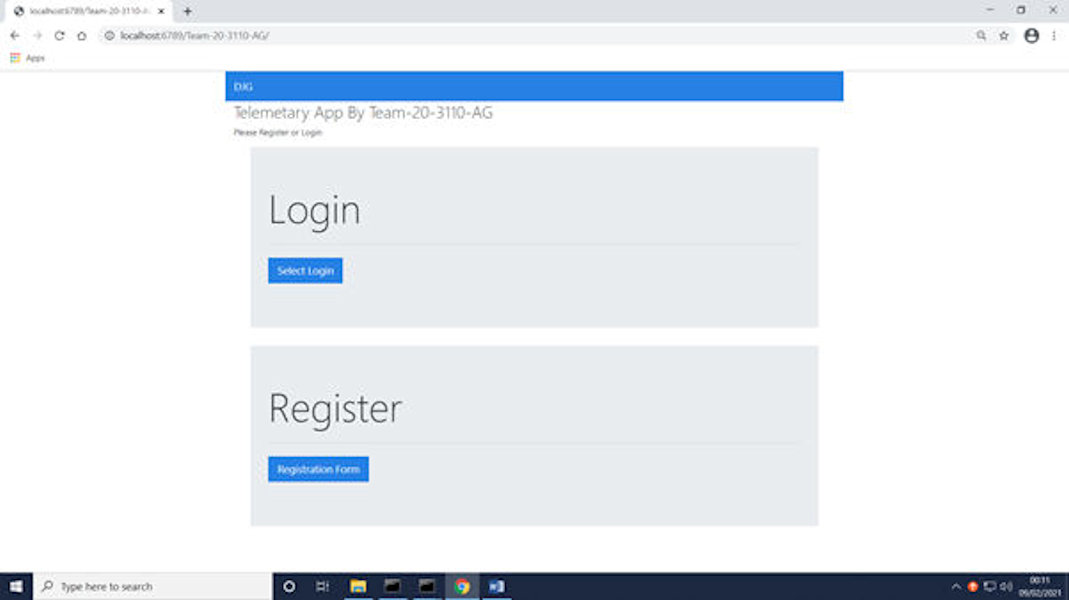 localhost:6789/Team-20-3110-A
localhost:6789/Team-20-3110-AG/
Apps
DJG
Telemetary App By Team-20-3110-AG
Please Register or Login
Login
Select Login
Register
Registration Form
Type here to search
00:11
09/02/2021